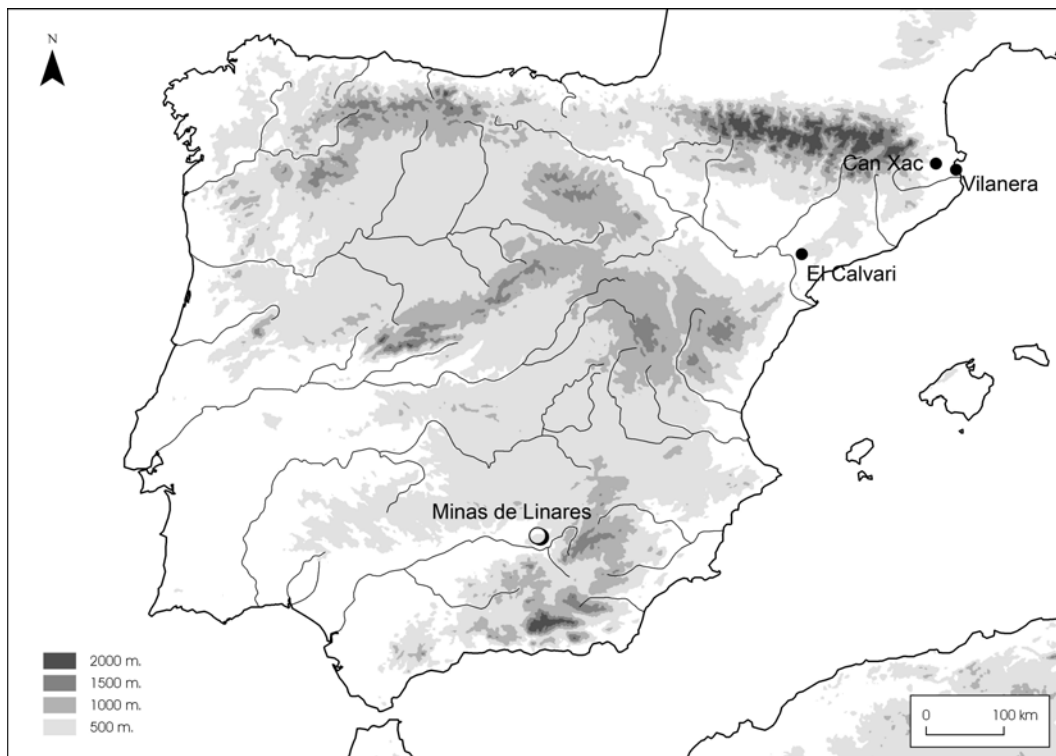 N
Can Xac
Vilanera
El Calvari
Minas de Linares
2000 m.
1500 m.
1000 m.
500 m.
0 100 km